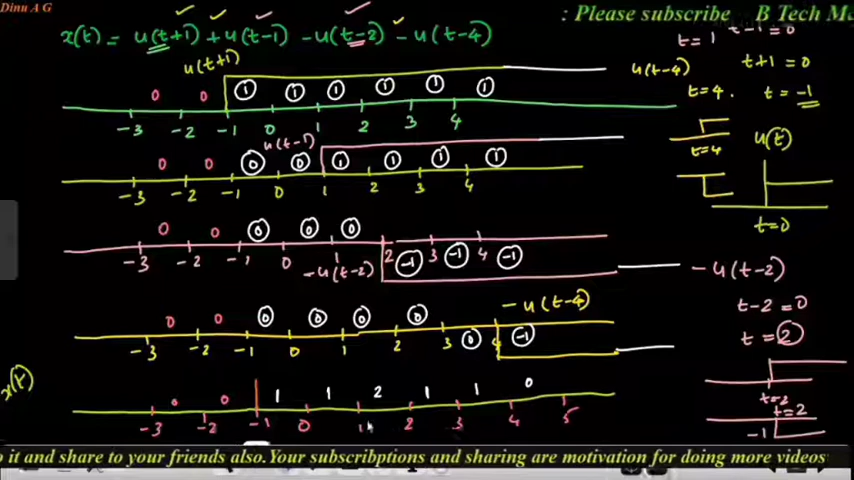 Dinu A G
: Please subscribe B Tech Ma
x(t) = u(t+1) + u(t-1) - u(t-2) - u(t-4)
t=1 t-1=0
u(t+1)
t+1=0
u(t-4)
t=4. t=-1
0 0 1 1 1 1 1 1
-3 -2 -1 0 1 2 3 4
t=4
u(t)
u(t-1)
0 0 0 0 1 1 1 1
-3 -2 -1 0 1 2 3 4
t=0
0 0 0 0 0
-3 -2 -1 0 1 2 3 4
-1 -1 -1
-u(t-2)
-u(t-2)
t-2=0
t=2
-u(t-4)
0 0 0 0 0 0 0 -1
-3 -2 -1 0 1 2 3 4
t=2
x(t)
0 0 1 1 2 1 1 0
-3 -2 -1 0 1 2 3 4 5
t=2
-1
o it and share to your friends also. Your subscribptions and sharing are motivation for doing more videos